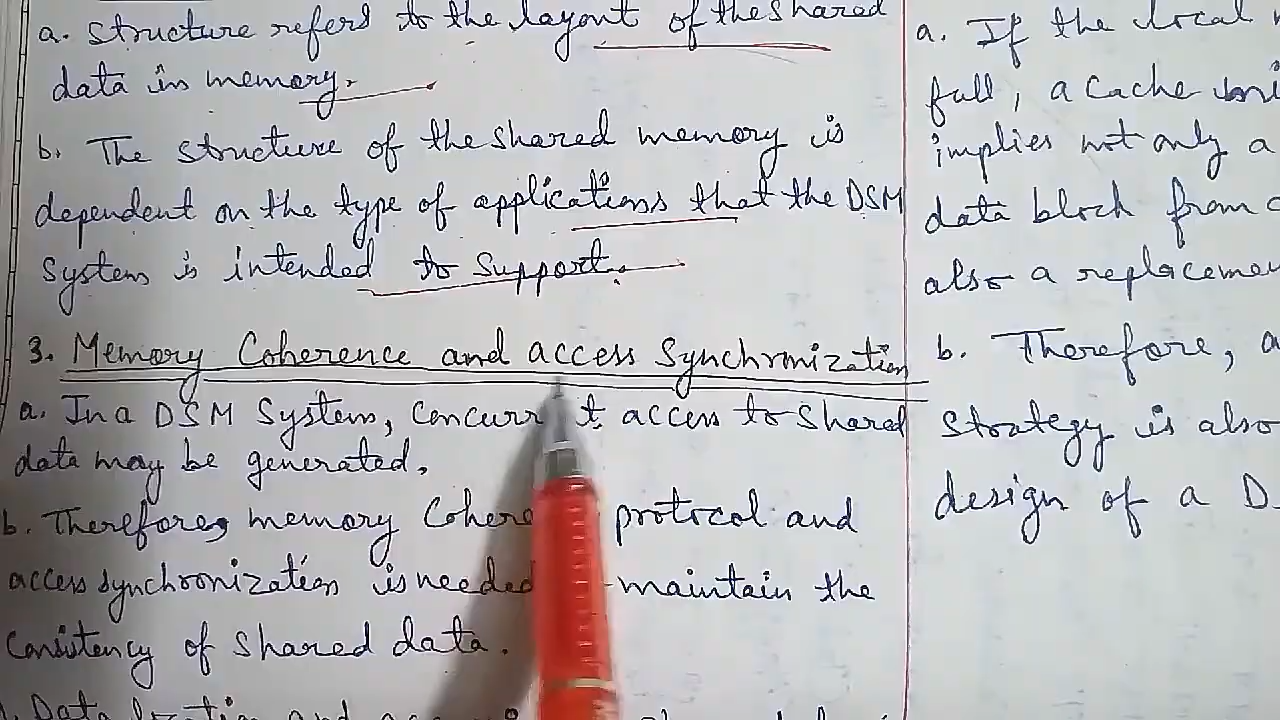 a. Structure refers to the layout of the shared
data in memory.
b. The structure of the shared memory is
dependent on the type of applications that the DSM
System is intended to support.
3. Memory Coherence and access Synchronization
a. In a DSM System, Concurr t access to Shared
data may be generated.
b. Therefore, memory Cohere protocol and
access synchronization is needed maintain the
Consistency of Shared data.
Data and
a. If the local
full, a Cache
implies not only a
data block from
also a replacemen
b. Therefore, a
Strategy is also
design of a D